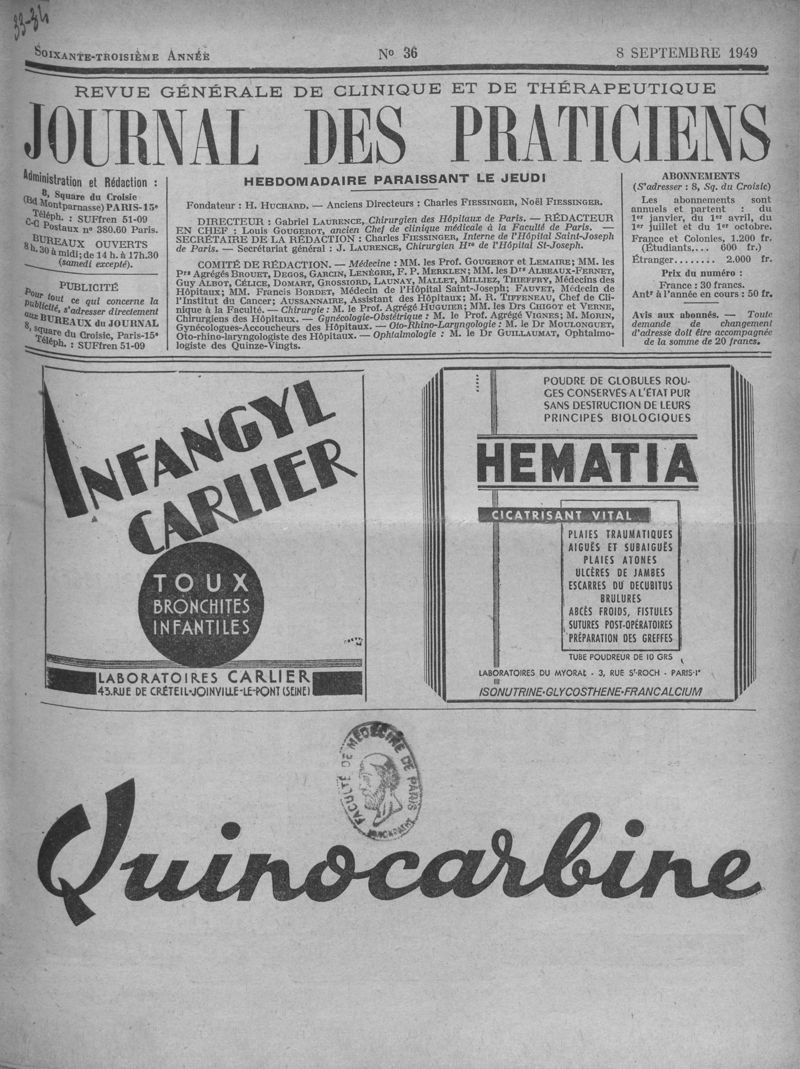 33-34
SOIXANTE-TROISIÈME ANNÉE
No 36
8 SEPTEMBRE 1949
REVUE GÉNÉRALE DE CLINIQUE ET DE THÉRAPEUTIQUE
JOURNAL DES PRATICIENS
Administration et Rédaction :
8, Square du Croisic
(Bd Montparnasse) PARIS-15e
Téléph. : SUFfren 51-09
C-C Postaux no 380.60 Paris.
BUREAUX OUVERTS
8 h. 30 à midi; de 14 h. à 17h.30
(samedi excepté).
PUBLICITÉ
Pour tout ce qui concerne la
publicité, s'adresser directement
aux BUREAUX du JOURNAL
8, square du Croisic, Paris-15e
Téléph. : SUFfren 51-09
HEBDOMADAIRE PARAISSANT LE JEUDI
Fondateur : H. HUCHARD. — Anciens Directeurs : Charles FIESSINGER, Noël FIESSINGER.
DIRECTEUR : Gabriel LAURENCE, Chirurgien des Hôpitaux de Paris. — RÉDACTEUR
EN CHEF : Louis GOUGEROT, ancien Chef de clinique médicale à la Faculté de Paris. —
SECRÉTAIRE DE LA RÉDACTION : Charles FIESSINGER, Interne de l'Hôpital Saint-Joseph
de Paris. — Secrétariat général : J. LAURENCE, Chirurgien Hre de l'Hôpital St-Joseph.
COMITÉ DE RÉDACTION. — Médecine : MM. les Prof. GOUGEROT et LEMAIRE; MM. les
Prs Agrégés BROUET, DEGOS, GARCIN, LENÈGRE, F. P. MERKLEN; MM. les Drs ALBEAUX-FERNET,
GUY ALBOT, CÉLICE, DOMART, GROSSIORD, LAUNAY, MALLET, MILLIEZ, THIEFFRY, Médecins des
Hôpitaux; MM. Francis BORDET, Médecin de l'Hôpital Saint-Joseph; FAUVET, Médecin de
l'Institut du Cancer; AUSSANNAIRE, Assistant des Hôpitaux; M. R. TIFFENEAU, Chef de Cli-
nique à la Faculté. — Chirurgie : M. le Prof. Agrégé HUGUIER; MM. les Drs CHIGOT et VERNE,
Chirurgiens des Hôpitaux. — Gynécologie-Obstétrique : M. le Prof. Agrégé VIGNES; M. MORIN,
Gynécologues-Accoucheurs des Hôpitaux. — Oto-Rhino-Laryngologie : M. le Dr MOULONGUET,
Oto-rhino-laryngologiste des Hôpitaux. — Ophtalmologie : M. le Dr GUILLAUMAT, Ophtalmo-
logiste des Quinze-Vingts.
ABONNEMENTS
(S'adresser : 8, Sq. du Croisic)
Les abonnements sont
annuels et partent : du
1er janvier, du 1er avril, du
1er juillet et du 1er octobre.
France et Colonies, 1.200 fr.
(Étudiants,... 600 fr.)
Étranger........ 2.000 fr.
Prix du numéro :
France : 30 francs.
Antr à l'année en cours : 50 fr.
Avis aux abonnés. — Toute
demande de changement
d'adresse doit être accompagnée
de la somme de 20 francs.
INFANGYL
CARLIER
TOUX
BRONCHITES
INFANTILES
LABORATOIRES CARLIER
43, RUE DE CRÉTEIL-JOINVILLE-LE-PONT (SEINE)
POUDRE DE GLOBULES ROU-
GES CONSERVÉS A L'ÉTAT PUR
SANS DESTRUCTION DE LEURS
PRINCIPES BIOLOGIQUES
HEMATIA
CICATRISANT VITAL
PLAIES TRAUMATIQUES
AIGUËS ET SUBAIGUËS
PLAIES ATONES
ULCÈRES DE JAMBES
ESCARRES DU DECUBITUS
BRULURES
ABCÈS FROIDS, FISTULES
SUTURES POST-OPÉRATOIRES
PRÉPARATION DES GREFFES
TUBE POUDREUR DE 10 GRS
LABORATOIRES DU MYORAL - 3, RUE St-ROCH - PARIS-1er
ISONUTRINE-GLYCOSTHENE-FRANCALCIUM
FACULTÉ DE MÉDECINE DE PARIS
Quinocarbine